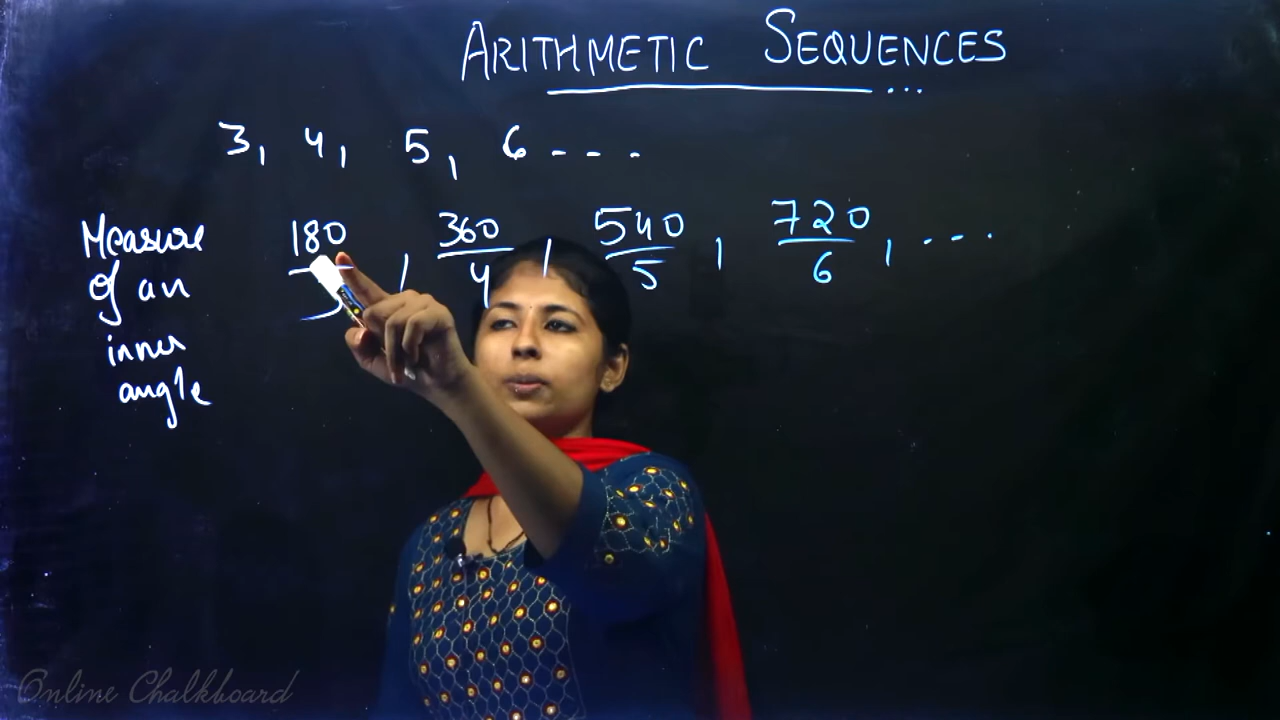 ARITHMETIC SEQUENCES ...
3, 4, 5, 6 - - -
Measure of an inner angle
180/3, 360/4, 540/5, 720/6, ...
Online Chalkboard